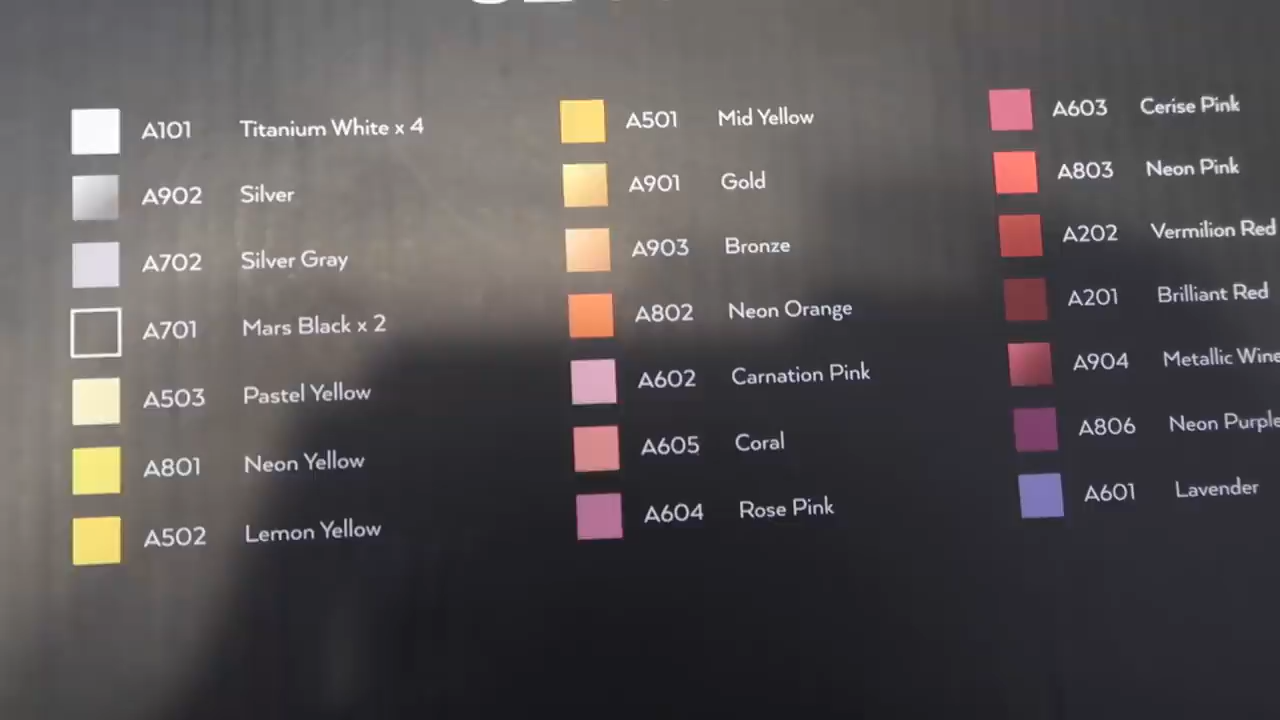 A101 Titanium White x 4
A902 Silver
A702 Silver Gray
A701 Mars Black x 2
A503 Pastel Yellow
A801 Neon Yellow
A502 Lemon Yellow
A501 Mid Yellow
A901 Gold
A903 Bronze
A802 Neon Orange
A602 Carnation Pink
A605 Coral
A604 Rose Pink
A603 Cerise Pink
A803 Neon Pink
A202 Vermilion Red
A201 Brilliant Red
A904 Metallic Wine
A806 Neon Purple
A601 Lavender